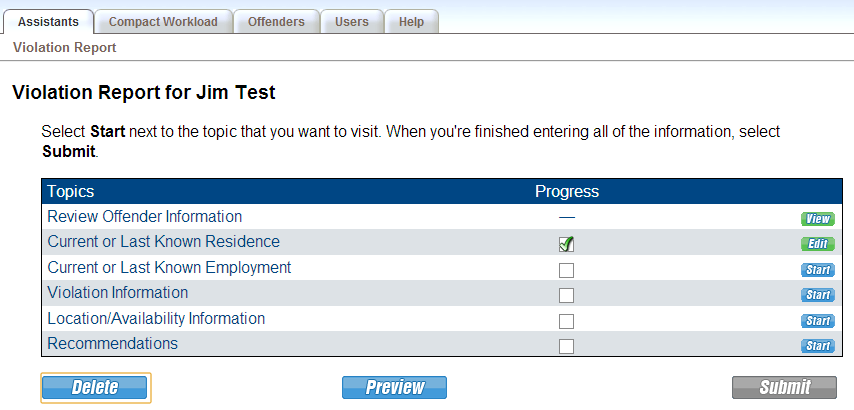 Assistants Compact Workload Offenders Users Help
Violation Report
Violation Report for Jim Test
Select Start next to the topic that you want to visit. When you're finished entering all of the information, select
Submit.
Topics Progress
Review Offender Information — View
Current or Last Known Residence Edit
Current or Last Known Employment Start
Violation Information Start
Location/Availability Information Start
Recommendations Start
Delete Preview Submit